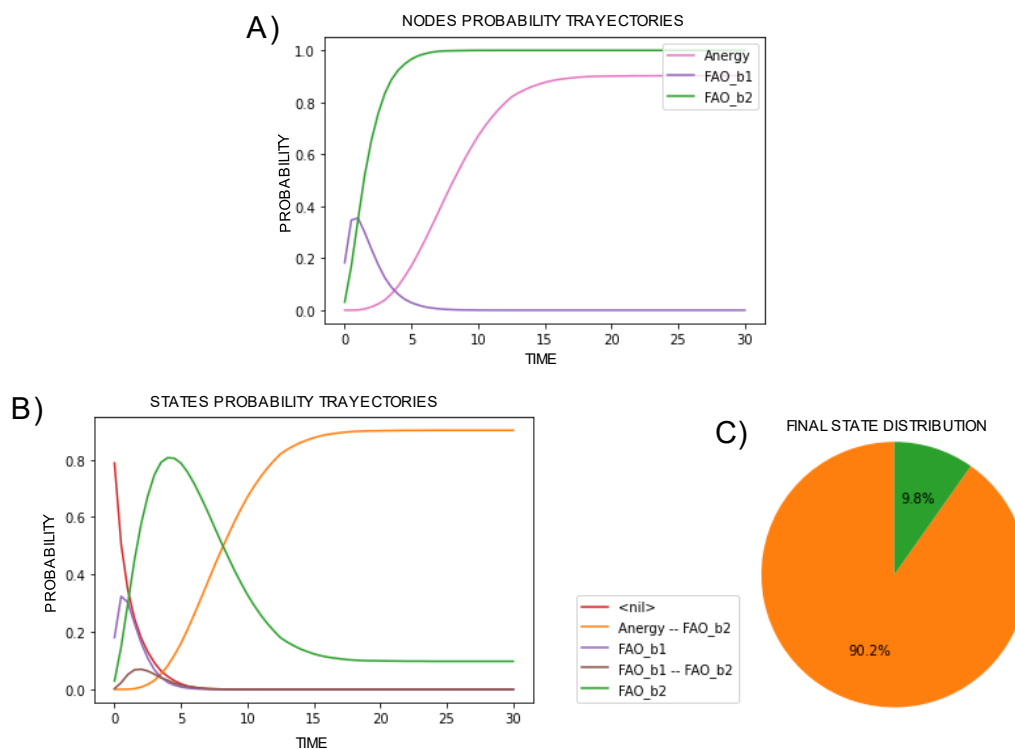 A)
NODES PROBABILITY TRAYECTORIES
PROBABILITY
1.0
0.8
0.6
0.4
0.2
0.0
Anergy
FAO_b1
FAO_b2
0 5 10 15 20 25 30
TIME
B)
STATES PROBABILITY TRAYECTORIES
PROBABILITY
0.8
0.6
0.4
0.2
0.0
0 5 10 15 20 25 30
TIME
<nil>
Anergy -- FAO_b2
FAO_b1
FAO_b1 -- FAO_b2
FAO_b2
C)
FINAL STATE DISTRIBUTION
9.8%
90.2%